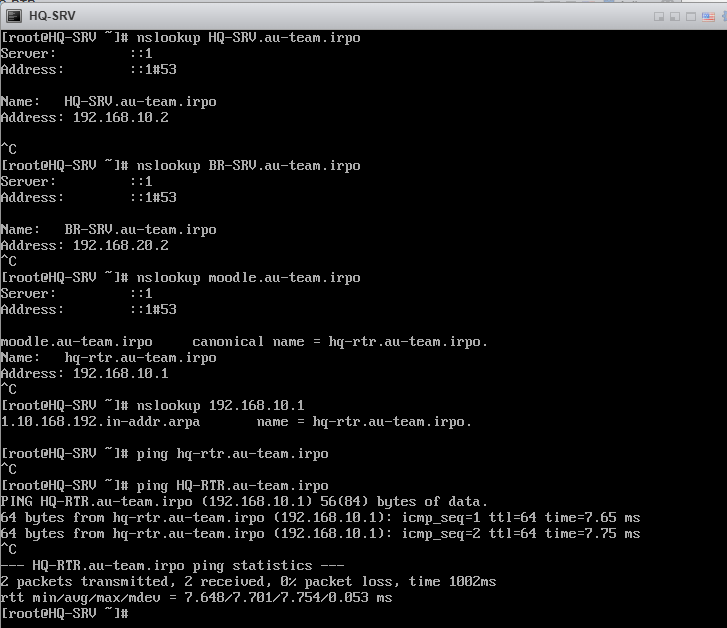 HQ-SRV
[root@HQ-SRV ~]# nslookup HQ-SRV.au-team.irpo
Server: ::1
Address: ::1#53
Name: HQ-SRV.au-team.irpo
Address: 192.168.10.2
^C
[root@HQ-SRV ~]# nslookup BR-SRV.au-team.irpo
Server: ::1
Address: ::1#53
Name: BR-SRV.au-team.irpo
Address: 192.168.20.2
^C
[root@HQ-SRV ~]# nslookup moodle.au-team.irpo
Server: ::1
Address: ::1#53
moodle.au-team.irpo canonical name = hq-rtr.au-team.irpo.
Name: hq-rtr.au-team.irpo
Address: 192.168.10.1
^C
[root@HQ-SRV ~]# nslookup 192.168.10.1
1.10.168.192.in-addr.arpa name = hq-rtr.au-team.irpo.
[root@HQ-SRV ~]# ping hq-rtr.au-team.irpo
^C
[root@HQ-SRV ~]# ping HQ-RTR.au-team.irpo
PING HQ-RTR.au-team.irpo (192.168.10.1) 56(84) bytes of data.
64 bytes from hq-rtr.au-team.irpo (192.168.10.1): icmp_seq=1 ttl=64 time=7.65 ms
64 bytes from hq-rtr.au-team.irpo (192.168.10.1): icmp_seq=2 ttl=64 time=7.75 ms
^C
--- HQ-RTR.au-team.irpo ping statistics ---
2 packets transmitted, 2 received, 0% packet loss, time 1002ms
rtt min/avg/max/mdev = 7.648/7.701/7.754/0.053 ms
[root@HQ-SRV ~]#